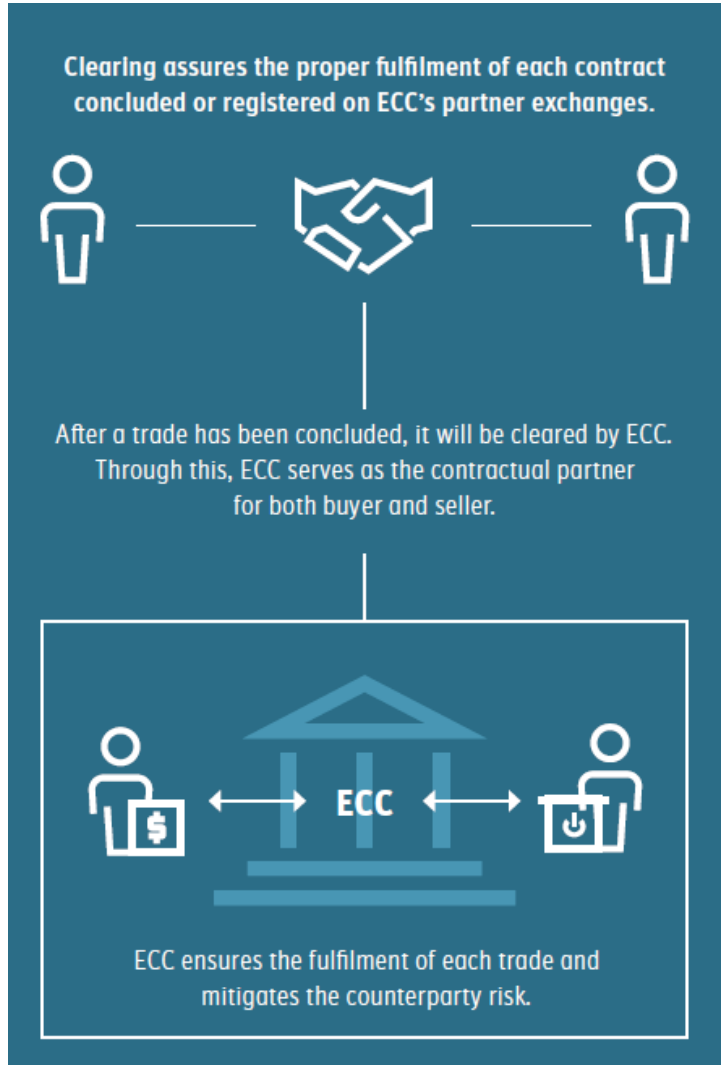 Clearing assures the proper fulfilment of each contract
concluded or registered on ECC's partner exchanges.
After a trade has been concluded, it will be cleared by ECC.
Through this, ECC serves as the contractual partner
for both buyer and seller.
$
ECC
ECC ensures the fulfilment of each trade and
mitigates the counterparty risk.